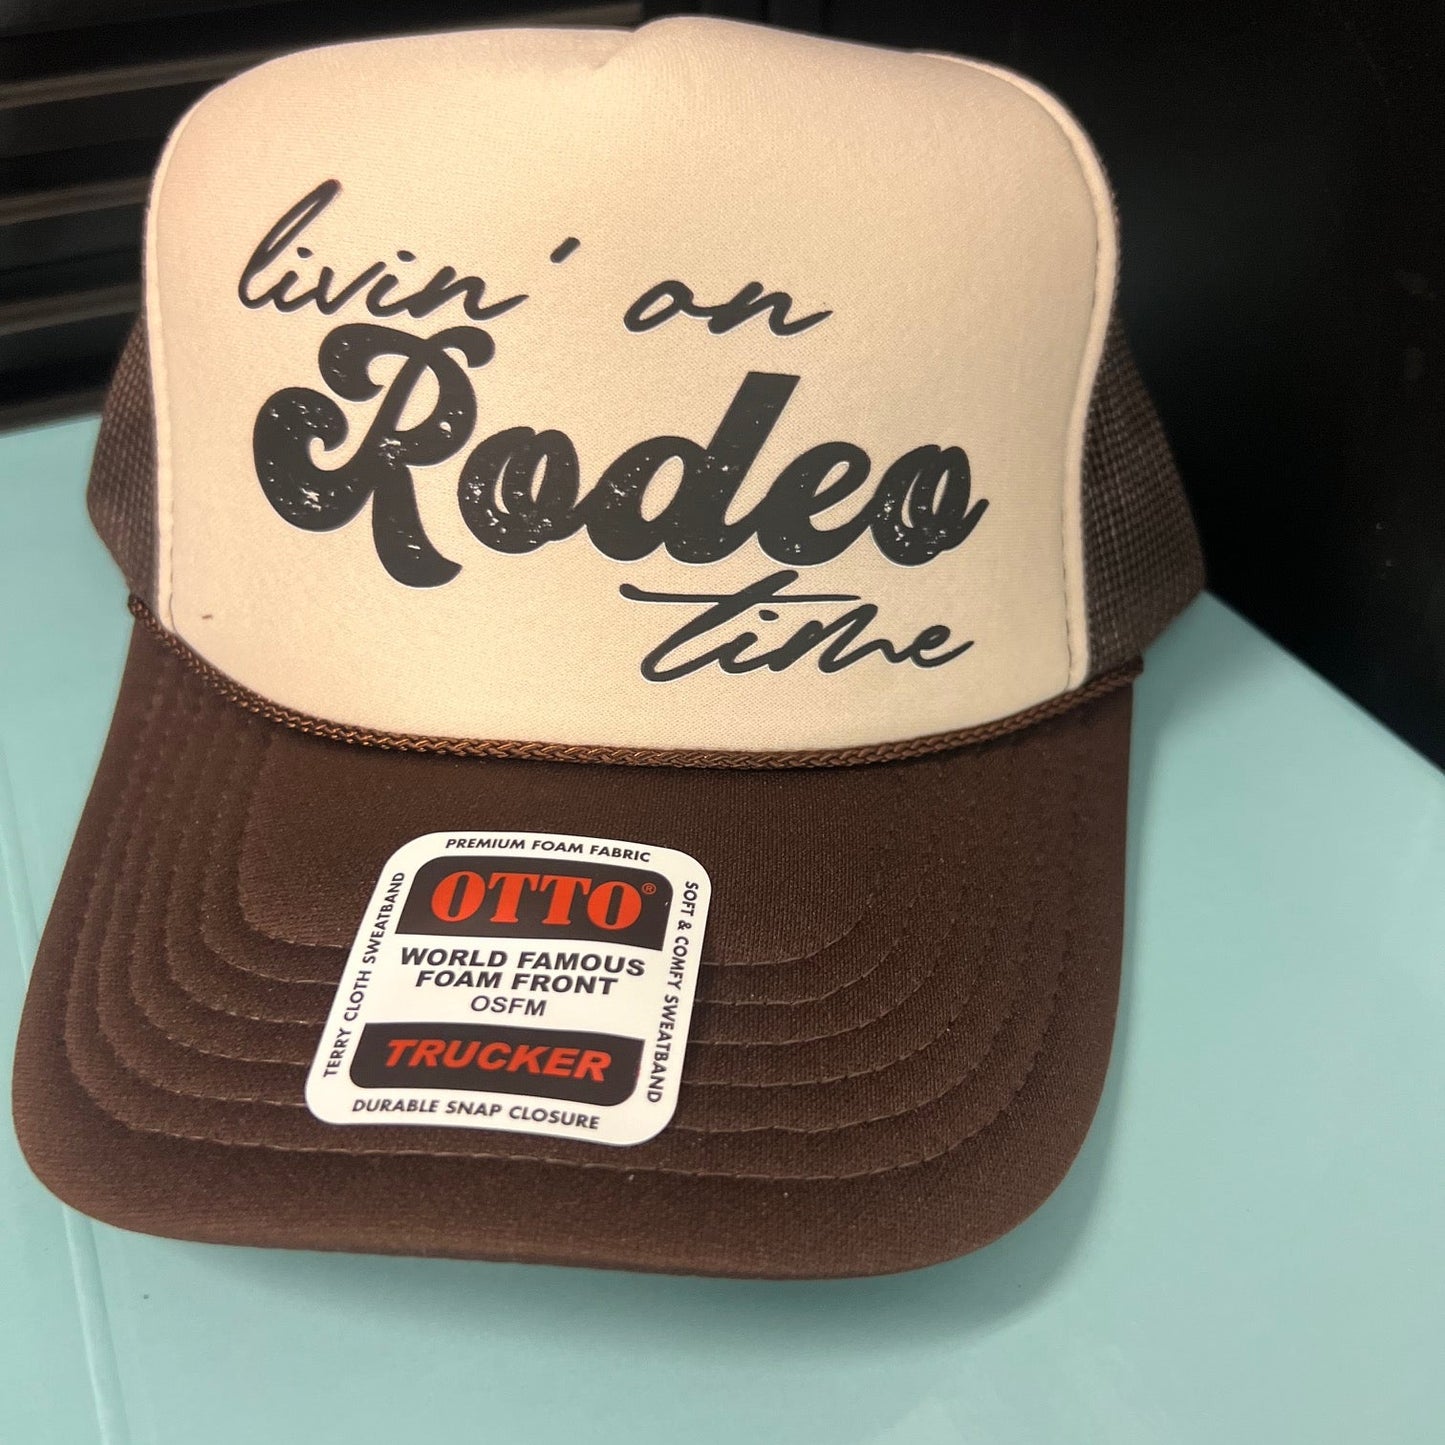 livin' on
Rodeo
time
PREMIUM FOAM FABRIC
OTTO®
TERRY CLOTH SWEATBAND
SOFT & COMFY SWEATBAND
WORLD FAMOUS
FOAM FRONT
OSFM
TRUCKER
DURABLE SNAP CLOSURE